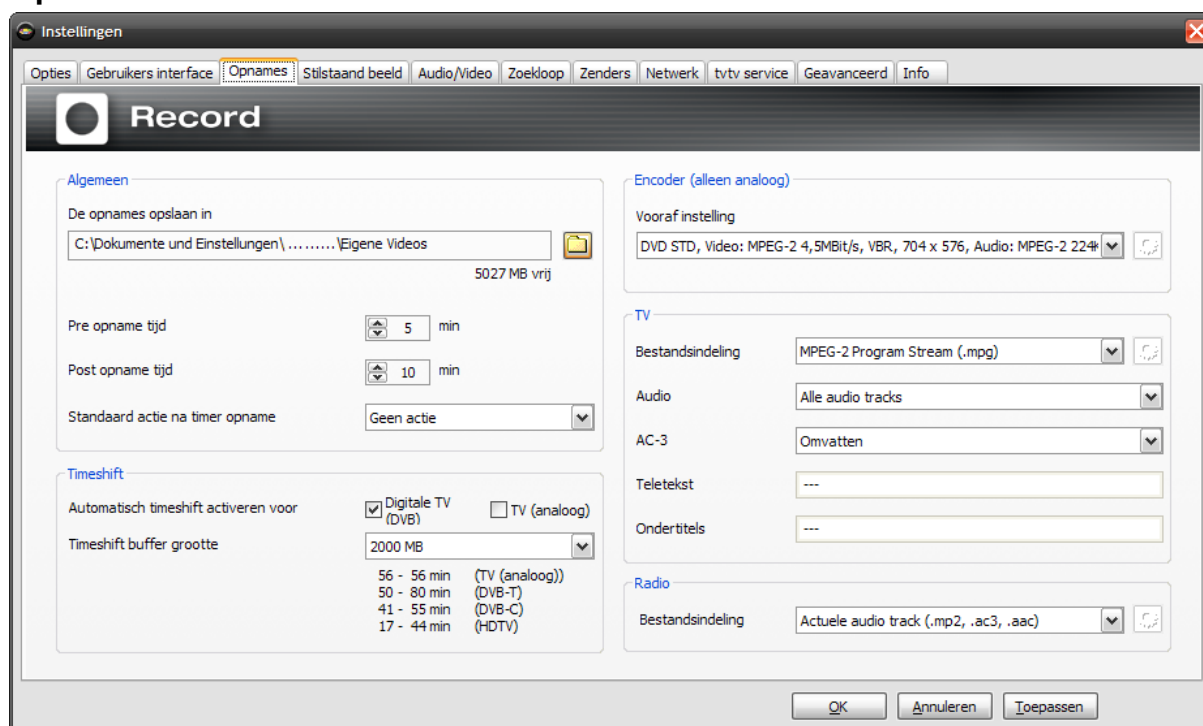 Instellingen
Opties Gebruikers interface Opnames Stilstaand beeld Audio/Video Zoekloop Zenders Netwerk tvtv service Geavanceerd Info
Record
Algemeen
De opnames opslaan in
C:\Dokumente und Einstellungen\.........\Eigene Videos
5027 MB vrij
Pre opname tijd 5 min
Post opname tijd 10 min
Standaard actie na timer opname Geen actie
Timeshift
Automatisch timeshift activeren voor Digitale TV (DVB) TV (analoog)
Timeshift buffer grootte 2000 MB
56 - 56 min (TV (analoog))
50 - 80 min (DVB-T)
41 - 55 min (DVB-C)
17 - 44 min (HDTV)
Encoder (alleen analoog)
Vooraf instelling
DVD STD, Video: MPEG-2 4,5MBit/s, VBR, 704 x 576, Audio: MPEG-2 224
TV
Bestandsindeling MPEG-2 Program Stream (.mpg)
Audio Alle audio tracks
AC-3 Omvatten
Teletekst ---
Ondertitels ---
Radio
Bestandsindeling Actuele audio track (.mp2, .ac3, .aac)
OK Annuleren Toepassen